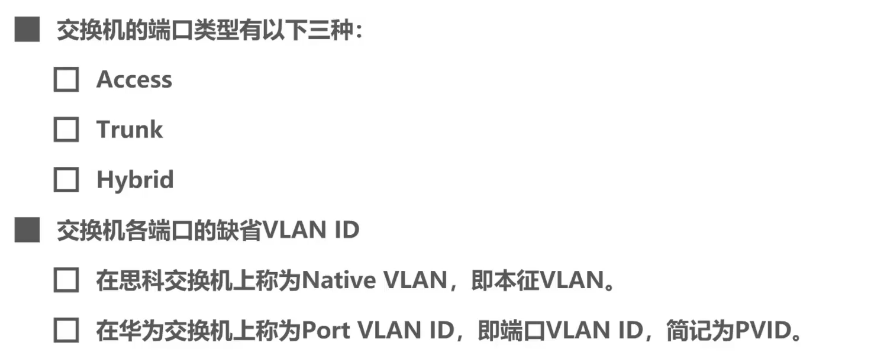 交换机的端口类型有以下三种：
Access
Trunk
Hybrid
交换机各端口的缺省VLAN ID
在思科交换机上称为Native VLAN，即本征VLAN。
在华为交换机上称为Port VLAN ID，即端口VLAN ID，简记为PVID。